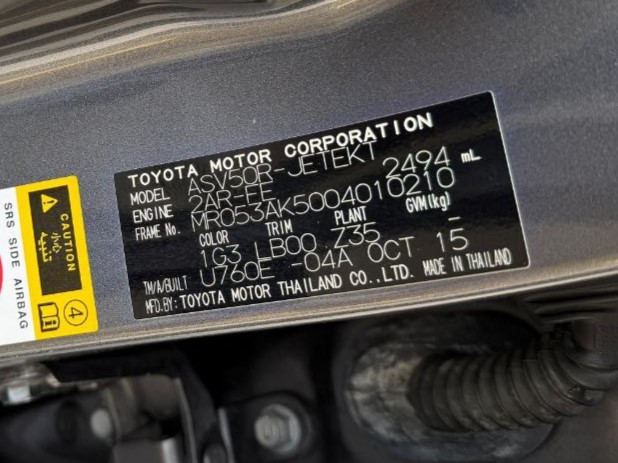 TOYOTA MOTOR CORPORATION
MODEL ASV50R-JETEKT
ENGINE 2AR-FE 2494 mL
FRAME No. MR053AK5004010210
COLOR TRIM PLANT GVM(kg)
1G3 LB00 Z35 -
TM/A/BUILT U760E -04A OCT 15
MFD.BY: TOYOTA MOTOR THAILAND CO.,LTD. MADE IN THAILAND
CAUTION
تنبيه
4
SRS SIDE AIRBAG